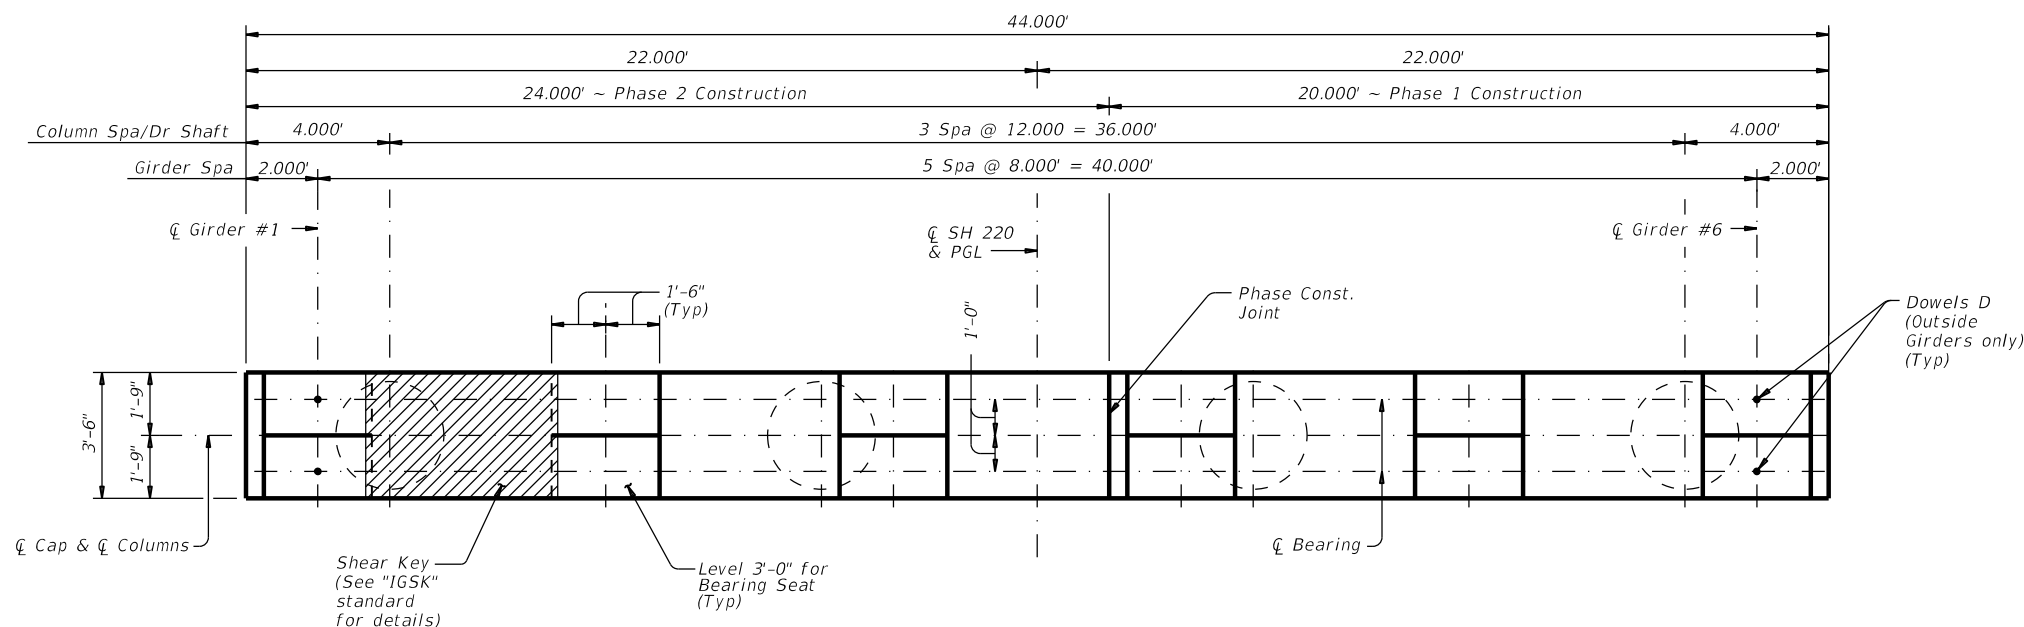 44.000'
22.000' 22.000'
24.000' ~ Phase 2 Construction 20.000' ~ Phase 1 Construction
Column Spa/Dr Shaft 4.000' 3 Spa @ 12.000 = 36.000' 4.000'
Girder Spa 2.000' 5 Spa @ 8.000' = 40.000' 2.000'
℄ Girder #1
℄ SH 220
& PGL
℄ Girder #6
1'-6"
(Typ)
1'-0"
Phase Const.
Joint
Dowels D
(Outside
Girders only)
(Typ)
3'-6"
1'-9"
1'-9"
℄ Cap & ℄ Columns
Shear Key
(See "IGSK"
standard
for details)
Level 3'-0" for
Bearing Seat
(Typ)
℄ Bearing